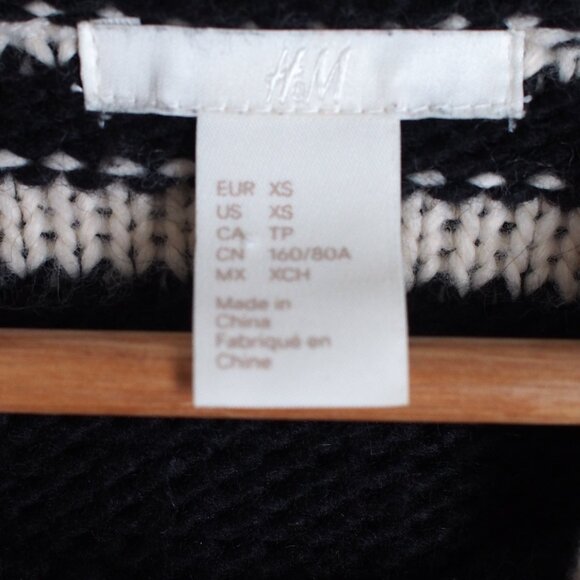 H&M
EUR XS
US XS
CA TP
CN 160/80A
MX XCH
Made in
China
Fabriqué en
Chine